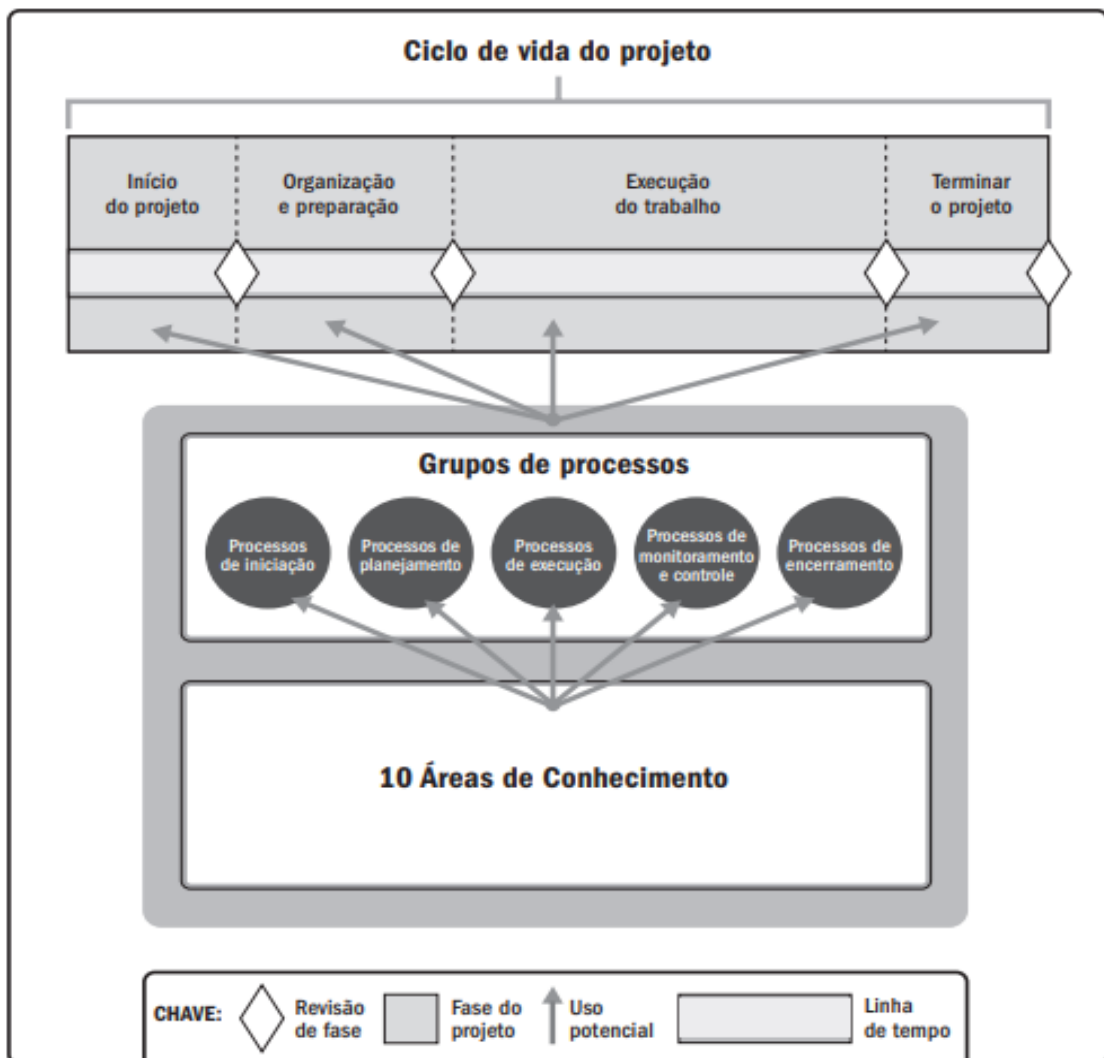 Ciclo de vida do projeto
Início
do projeto
Organização
e preparação
Execução
do trabalho
Terminar
o projeto
Grupos de processos
Processos
de iniciação
Processos de
planejamento
Processos
de execução
Processos de
monitoramento
e controle
Processos de
encerramento
10 Áreas de Conhecimento
CHAVE:
Revisão
de fase
Fase do
projeto
Uso
potencial
Linha
de tempo